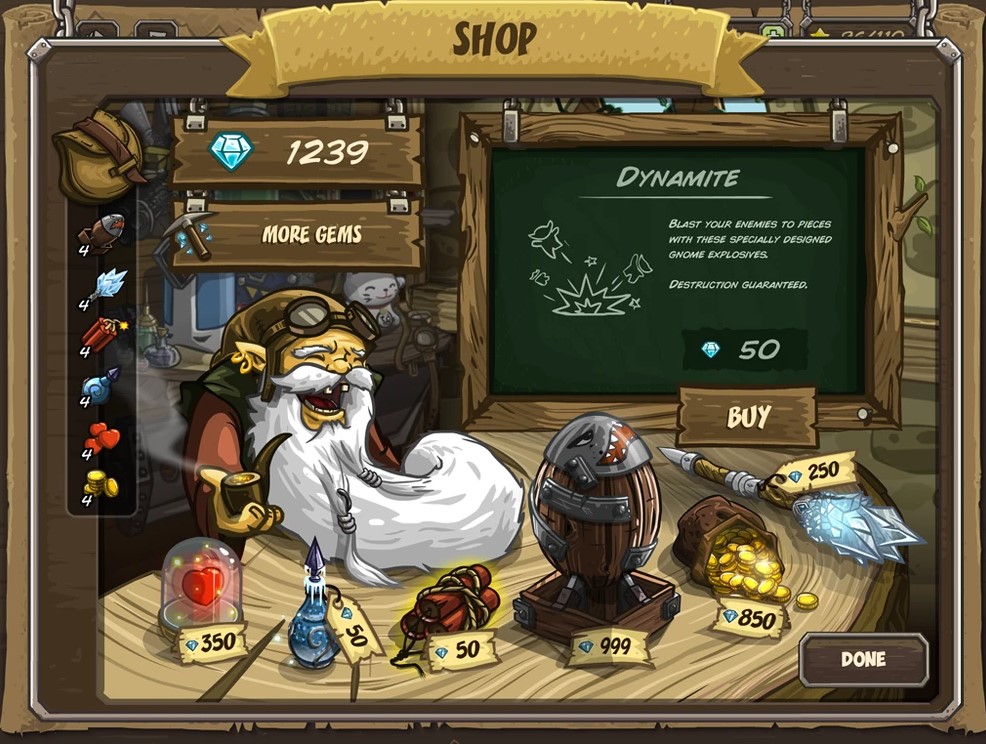 SHOP
1239
MORE GEMS
DYNAMITE
BLAST YOUR ENEMIES TO PIECES
WITH THESE SPECIALLY DESIGNED
GNOME EXPLOSIVES.
DESTRUCTION GUARANTEED.
50
BUY
4
4
4
4
4
4
250
350
50
50
999
850
DONE